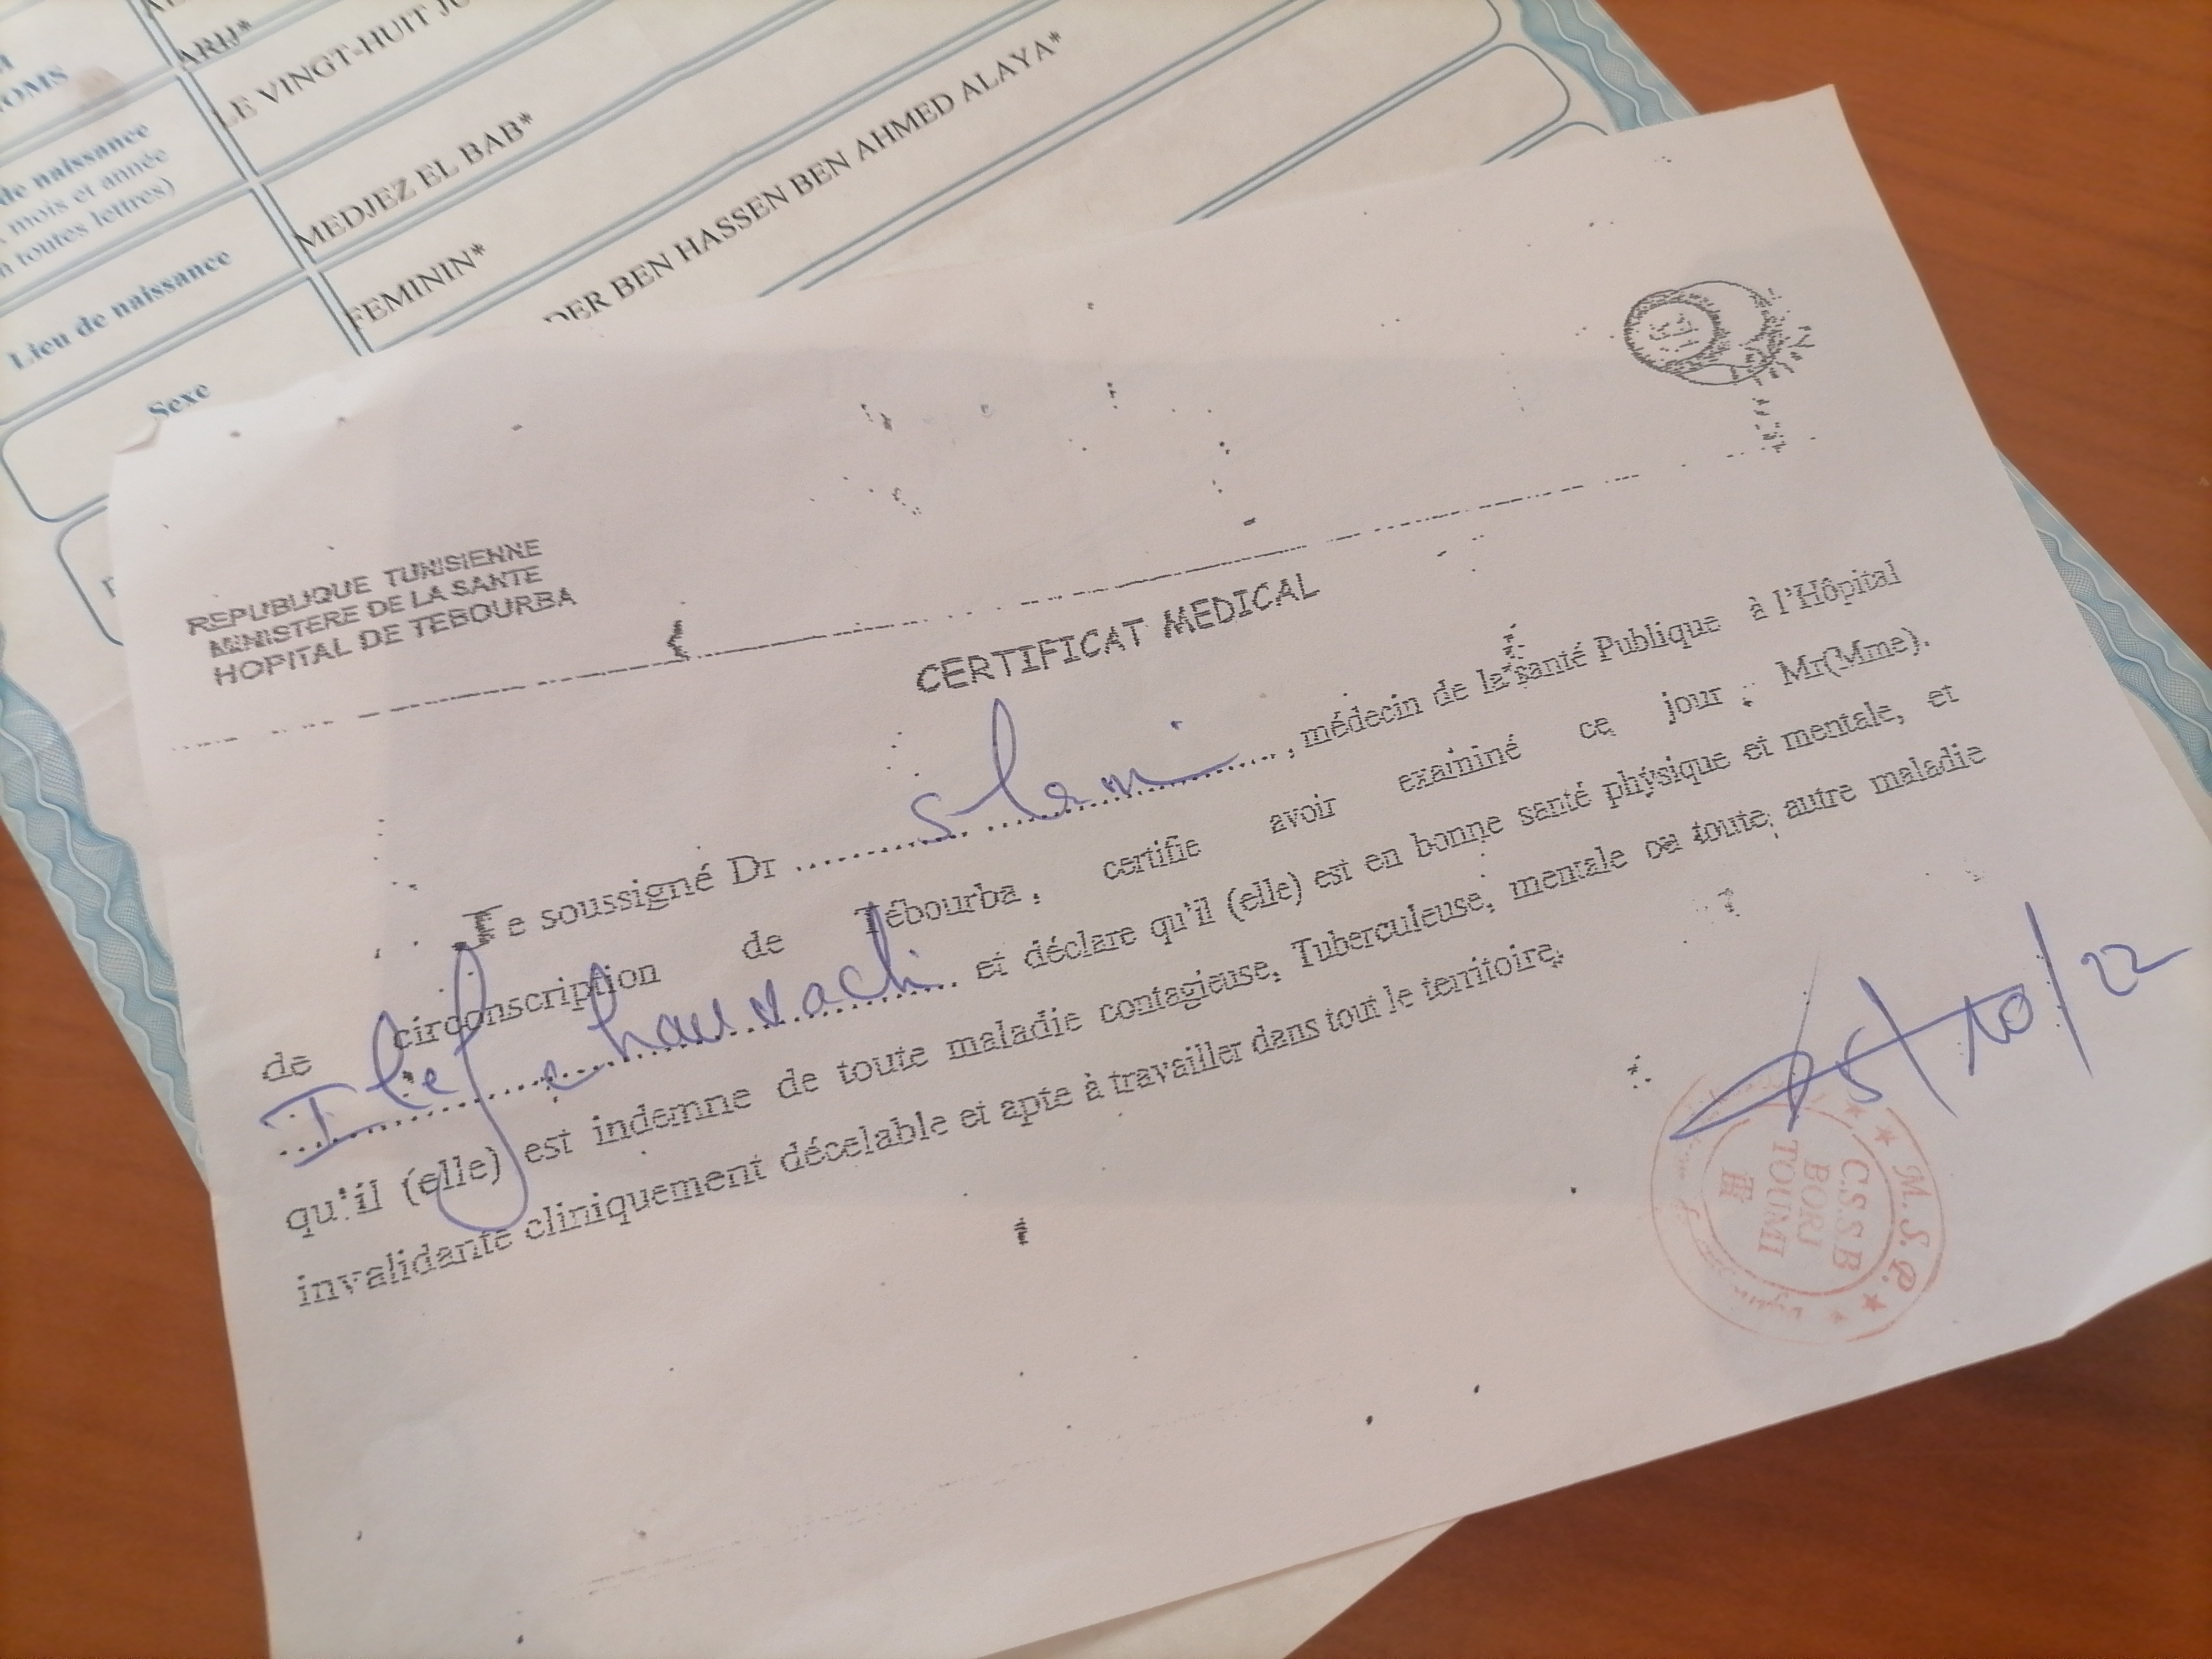 ARIJ*
LE VINGT-HUIT
de naissance
mois et année
toutes lettres)
Lieu de naissance
MEDJEZ EL BAB*
Sexe
FEMININ*
DER BEN HASSEN BEN AHMED ALAYA*
REPUBLIQUE TUNISIENNE
MINISTERE DE LA SANTE
HOPITAL DE TEBOURBA
CERTIFICAT MEDICAL
Je soussigné Dr slami, médecin de la santé Publique à l'Hôpital
de circonscription de Tébourba, certifie avoir examiné ce jour : Mr(Mme).
Ilef et déclare qu'il (elle) est en bonne santé physique et mentale, et
qu'il (elle) est indemne de toute maladie contagieuse, Tuberculeuse, mentale ou toute autre maladie
invalidante cliniquement décelable et apte à travailler dans tout le territoire.
10/22
M.S.P.
C.S.S.B
BORJ
TOUMI